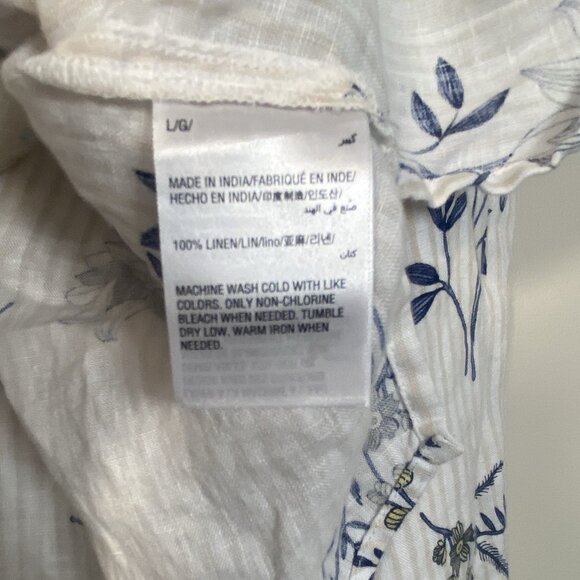 L/G/
كبير
MADE IN INDIA/FABRIQUÉ EN INDE/
HECHO EN INDIA/印度制造/인도산/
صنع في الهند
100% LINEN/LIN/lino/亚麻/리넨/
كتان
MACHINE WASH COLD WITH LIKE
COLORS. ONLY NON-CHLORINE
BLEACH WHEN NEEDED. TUMBLE
DRY LOW. WARM IRON WHEN
NEEDED.